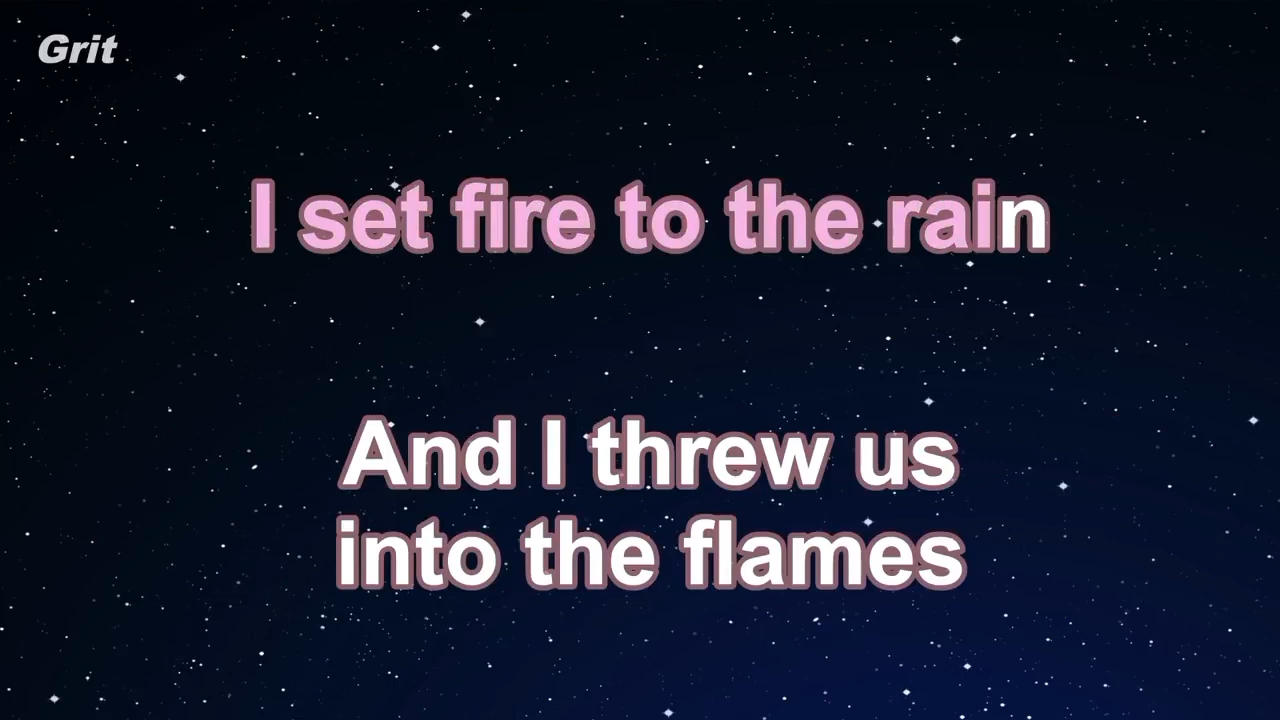 Grit
I set fire to the rain
And I threw us
into the flames